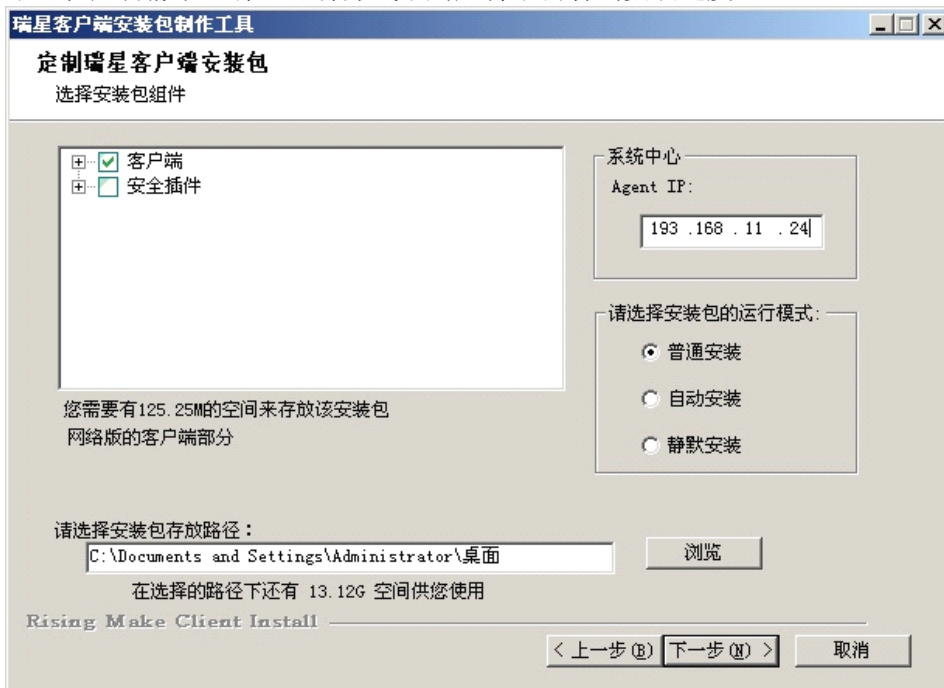 瑞星客户端安装包制作工具
定制瑞星客户端安装包
选择安装包组件
客户端
安全插件
系统中心
Agent IP:
193 .168 . 11 . 24
请选择安装包的运行模式:
普通安装
自动安装
静默安装
您需要有125.25M的空间来存放该安装包
网络版的客户端部分
请选择安装包存放路径：
C:\Documents and Settings\Administrator\桌面
浏览
在选择的路径下还有 13.12G 空间供您使用
Rising Make Client Install
< 上一步(B) 下一步(N) > 取消